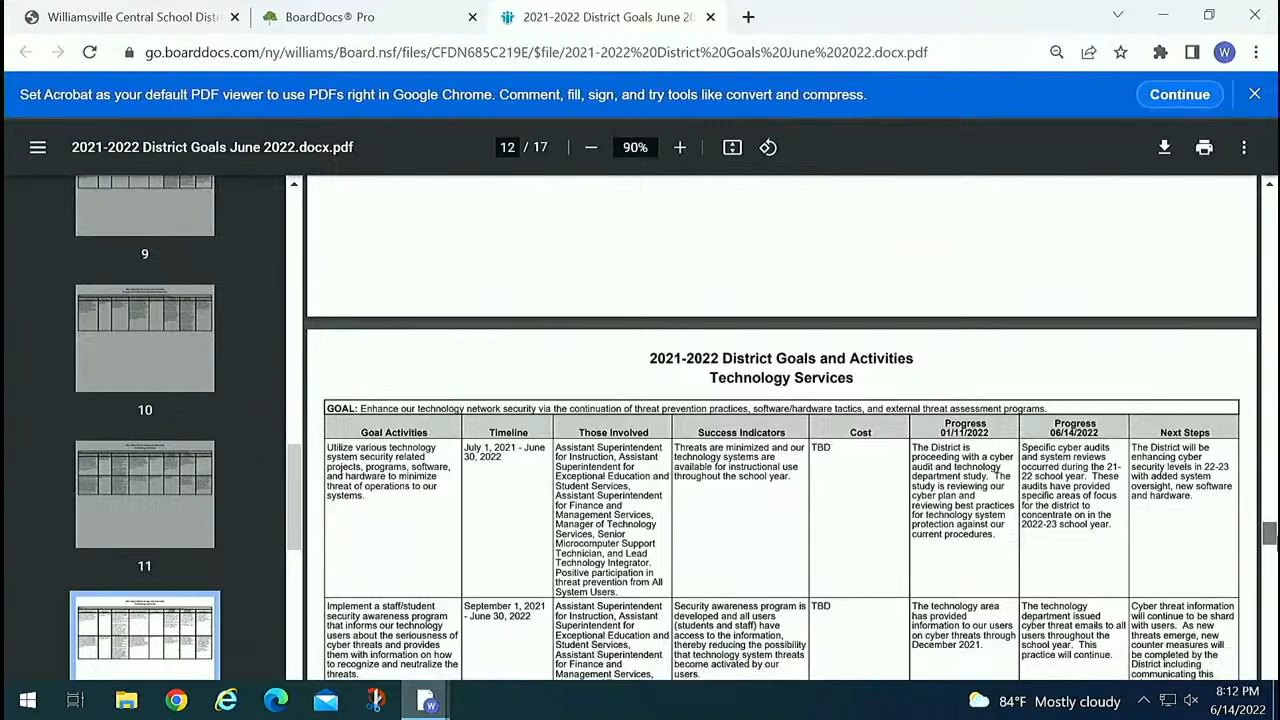 Williamsville Central School Distr
BoardDocs® Pro
2021-2022 District Goals June 20
go.boarddocs.com/ny/williams/Board.nsf/files/CFDN685C219E/$file/2021-2022%20District%20Goals%20June%202022.docx.pdf
W
Set Acrobat as your default PDF viewer to use PDFs right in Google Chrome. Comment, fill, sign, and try tools like convert and compress.
Continue
2021-2022 District Goals June 2022.docx.pdf
12 / 17
90%
9
10
11
2021-2022 District Goals and Activities
Technology Services
GOAL: Enhance our technology network security via the continuation of threat prevention practices, software/hardware tactics, and external threat assessment programs.
Goal Activities
Timeline
Those Involved
Success Indicators
Cost
Progress
01/11/2022
Progress
06/14/2022
Next Steps
Utilize various technology
system security related
projects, programs, software,
and hardware to minimize
threat of operations to our
systems.
July 1, 2021 - June
30, 2022
Assistant Superintendent
for Instruction, Assistant
Superintendent for
Exceptional Education and
Student Services,
Assistant Superintendent
for Finance and
Management Services,
Manager of Technology
Services, Senior
Microcomputer Support
Technician, and Lead
Technology Integrator.
Positive participation in
threat prevention from All
System Users.
Threats are minimized and our
technology systems are
available for instructional use
throughout the school year.
TBD
The District is
proceeding with a cyber
audit and technology
department study. The
study is reviewing our
cyber plan and
reviewing best practices
for technology system
protection against our
current procedures.
Specific cyber audits
and system reviews
occurred during the 21-
22 school year. These
audits have provided
specific areas of focus
for the district to
concentrate on in the
2022-23 school year.
The District will be
enhancing cyber
security levels in 22-23
with added system
oversight, new software
and hardware.
Implement a staff/student
security awareness program
that informs our technology
users about the seriousness of
cyber threats and provides
them with information on how
to recognize and neutralize the
threats.
September 1, 2021
- June 30, 2022
Assistant Superintendent
for Instruction, Assistant
Superintendent for
Exceptional Education and
Student Services,
Assistant Superintendent
for Finance and
Management Services,
Security awareness program is
developed and all users
(students and staff) have
access to the information,
thereby reducing the possibility
that technology system threats
become activated by our
users.
TBD
The technology area
has provided
information to our users
on cyber threats through
December 2021.
The technology
department issued
cyber threat emails to all
users throughout the
school year. This
practice will continue.
Cyber threat information
will continue to be shard
with users. As new
threats emerge, new
counter measures will
be completed by the
District including
communicating this
84°F Mostly cloudy
8:12 PM
6/14/2022